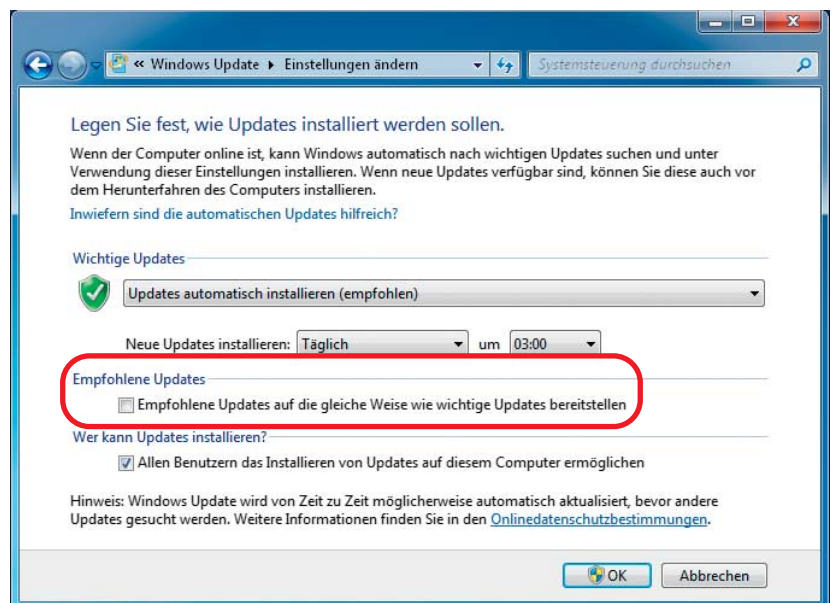 « Windows Update ▸ Einstellungen ändern
Systemsteuerung durchsuchen
Legen Sie fest, wie Updates installiert werden sollen.
Wenn der Computer online ist, kann Windows automatisch nach wichtigen Updates suchen und unter
Verwendung dieser Einstellungen installieren. Wenn neue Updates verfügbar sind, können Sie diese auch vor
dem Herunterfahren des Computers installieren.
Inwiefern sind die automatischen Updates hilfreich?
Wichtige Updates
Updates automatisch installieren (empfohlen)
Neue Updates installieren: Täglich um 03:00
Empfohlene Updates
Empfohlene Updates auf die gleiche Weise wie wichtige Updates bereitstellen
Wer kann Updates installieren?
Allen Benutzern das Installieren von Updates auf diesem Computer ermöglichen
Hinweis: Windows Update wird von Zeit zu Zeit möglicherweise automatisch aktualisiert, bevor andere
Updates gesucht werden. Weitere Informationen finden Sie in den Onlinedatenschutzbestimmungen.
OK Abbrechen